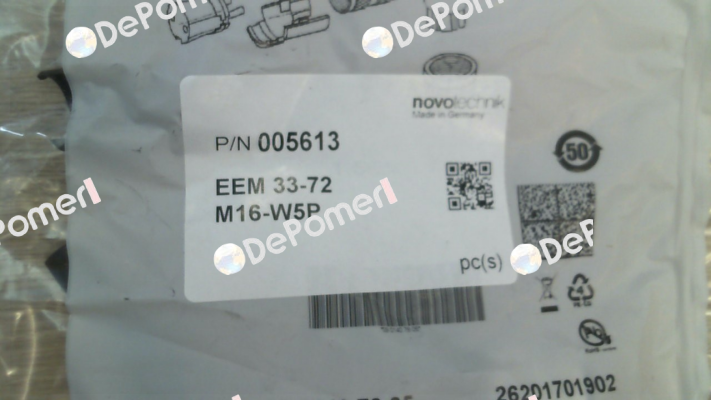 DePomerl
DePomerl
novotechnik
Made in Germany
P/N 005613
50
EEM 33-72
M16-W5P
DePomerl
DePomerl
DePomerl
pc(s)
26201701902